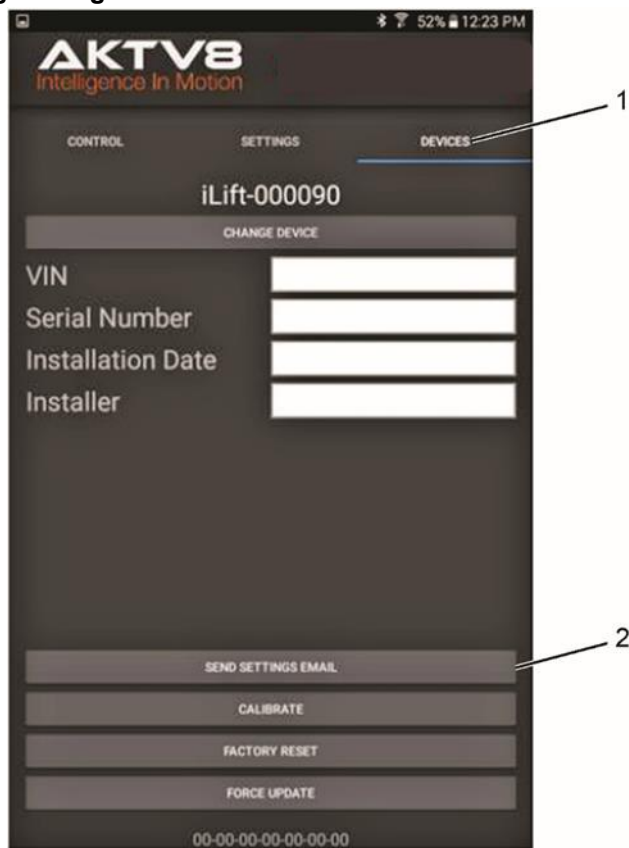 52% 12:23 PM
AKTV8
Intelligence In Motion
1
CONTROL SETTINGS DEVICES
iLift-000090
CHANGE DEVICE
VIN
Serial Number
Installation Date
Installer
2
SEND SETTINGS EMAIL
CALIBRATE
FACTORY RESET
FORCE UPDATE
00-00-00-00-00-00-00